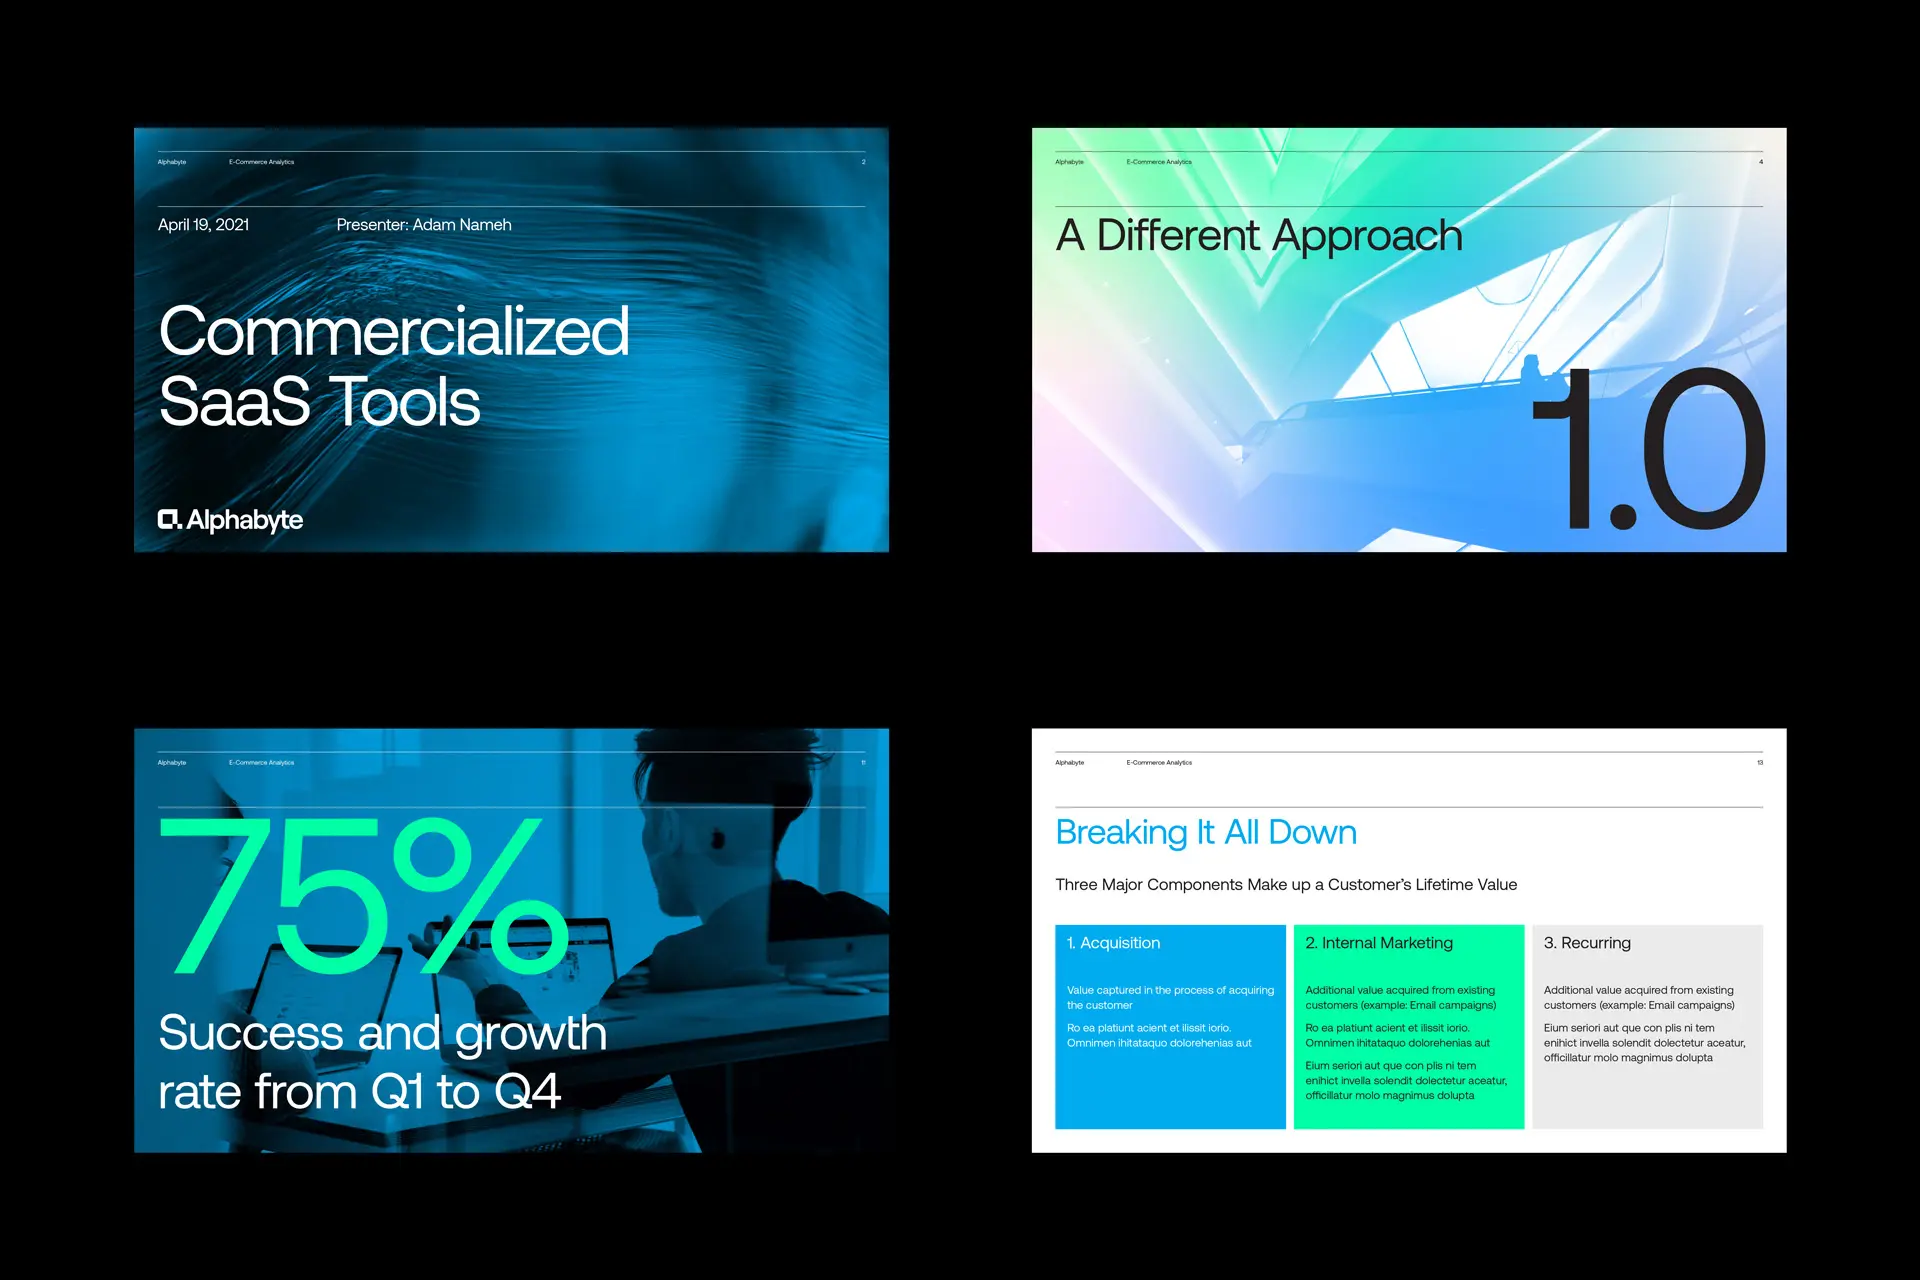 Alphabyte E-Commerce Analytics 2
April 19, 2021 Presenter: Adam Nameh
Commercialized
SaaS Tools
a. Alphabyte
Alphabyte E-Commerce Analytics 4
A Different Approach
1.0
Alphabyte E-Commerce Analytics 11
75%
Success and growth
rate from Q1 to Q4
Alphabyte E-Commerce Analytics 13
Breaking It All Down
Three Major Components Make up a Customer’s Lifetime Value
1. Acquisition
Value captured in the process of acquiring
the customer
Ro ea platiunt acient et ilissit iorio.
Omnimen ihitataquo dolorehenias aut
2. Internal Marketing
Additional value acquired from existing
customers (example: Email campaigns)
Ro ea platiunt acient et ilissit iorio.
Omnimen ihitataquo dolorehenias aut
Eium seriori aut que con plis ni tem
enihict invella solendit dolectetur aceatur,
officillatur molo magnimus dolupta
3. Recurring
Additional value acquired from existing
customers (example: Email campaigns)
Eium seriori aut que con plis ni tem
enihict invella solendit dolectetur aceatur,
officillatur molo magnimus dolupta